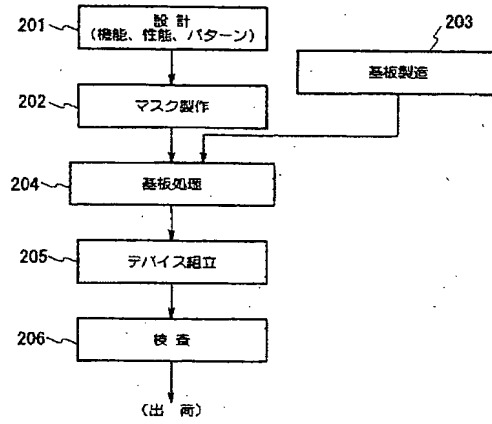 201
設 計
(機能、性能、パターン)
203
基板製造
202
マスク製作
204
基板処理
205
デバイス組立
206
検 査
(出 荷)